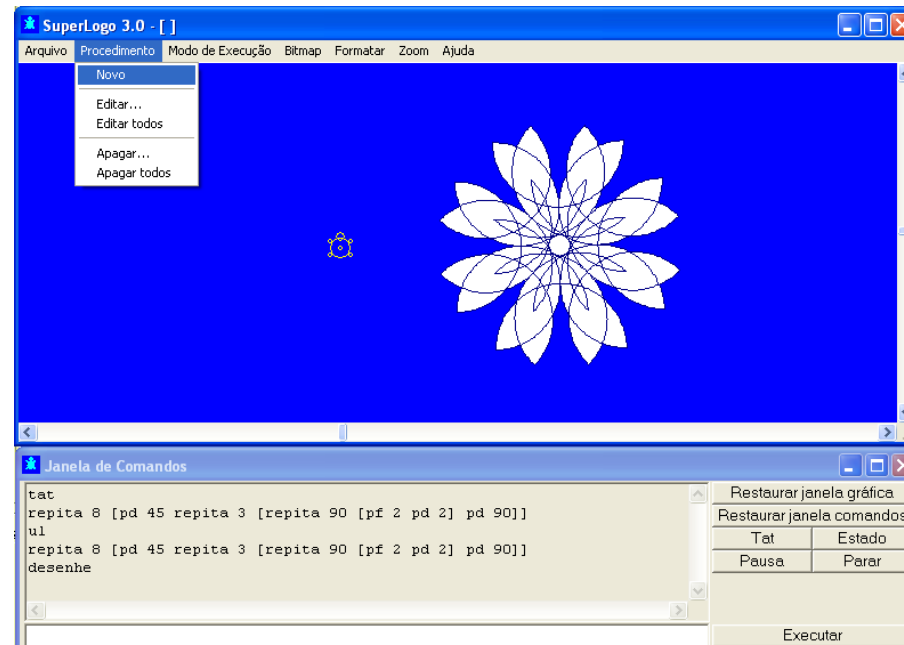 SuperLogo 3.0 - [ ]
Arquivo Procedimento Modo de Execução Bitmap Formatar Zoom Ajuda
Novo
Editar...
Editar todos
Apagar...
Apagar todos
Janela de Comandos
tat
repita 8 [pd 45 repita 3 [repita 90 [pf 2 pd 2] pd 90]]
ul
repita 8 [pd 45 repita 3 [repita 90 [pf 2 pd 2] pd 90]]
desenhe
Restaurar janela gráfica
Restaurar janela comandos
Tat Estado
Pausa Parar
Executar